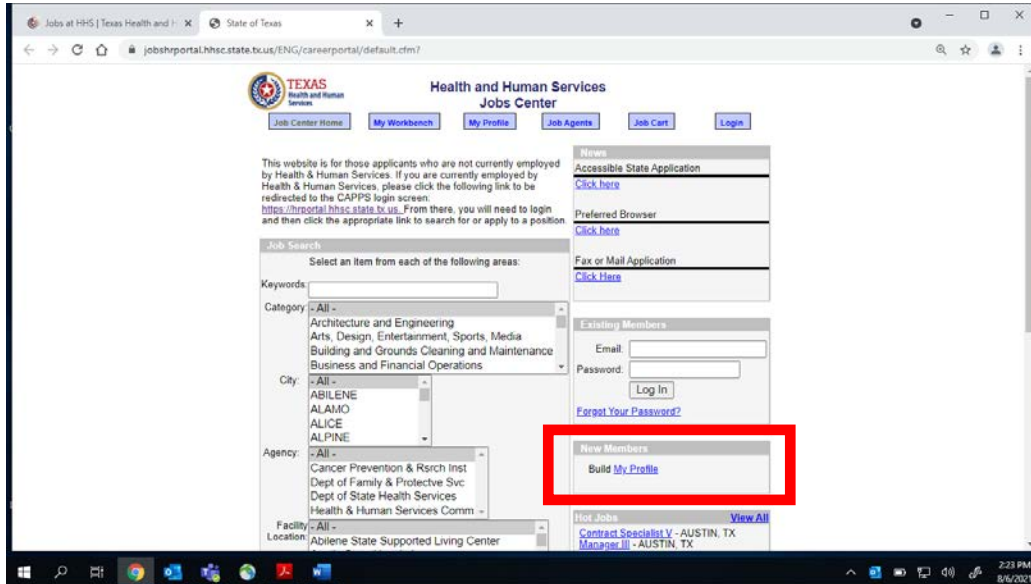 Jobs at HHS | Texas Health and H
State of Texas
jobshrportal.hhsc.state.tx.us/ENG/careerportal/default.cfm?
TEXAS
Health and Human
Services
Health and Human Services
Jobs Center
Job Center Home
My Workbench
My Profile
Job Agents
Job Cart
Login
This website is for those applicants who are not currently employed
by Health & Human Services. If you are currently employed by
Health & Human Services, please click the following link to be
redirected to the CAPPS login screen:
https://hrportal.hhsc.state.tx.us. From there, you will need to login
and then click the appropriate link to search for or apply to a position.
Job Search
Select an item from each of the following areas:
Keywords:
Category:
- All -
Architecture and Engineering
Arts, Design, Entertainment, Sports, Media
Building and Grounds Cleaning and Maintenance
Business and Financial Operations
City:
- All -
ABILENE
ALAMO
ALICE
ALPINE
Agency:
- All -
Cancer Prevention & Rsrch Inst
Dept of Family & Protectve Svc
Dept of State Health Services
Health & Human Services Comm
Facility
Location:
- All -
Abilene State Supported Living Center
News
Accessible State Application
Click here
Preferred Browser
Click here
Fax or Mail Application
Click Here
Existing Members
Email:
Password:
Log In
Forgot Your Password?
New Members
Build My Profile
Hot Jobs
View All
Contract Specialist V - AUSTIN, TX
Manager III - AUSTIN, TX
2:23 PM